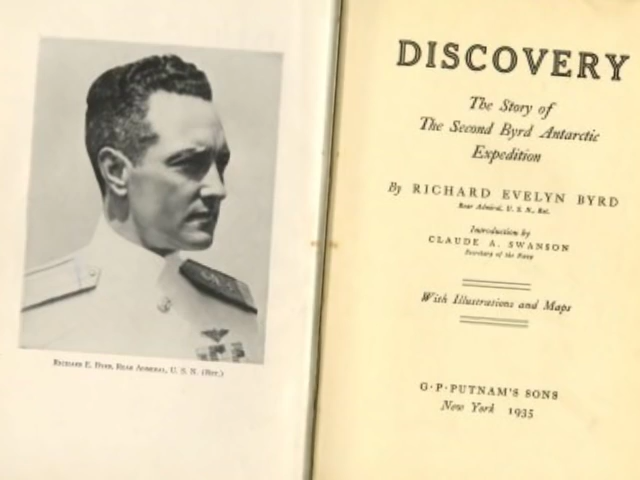 RICHARD E. BYRD, REAR ADMIRAL, U. S. N. (RET.)
DISCOVERY
The Story of
The Second Byrd Antarctic
Expedition
By RICHARD EVELYN BYRD
Rear Admiral, U. S. N., Ret.
Introduction by
CLAUDE A. SWANSON
Secretary of the Navy
With Illustrations and Maps
G·P·PUTNAM'S SONS
New York 1935